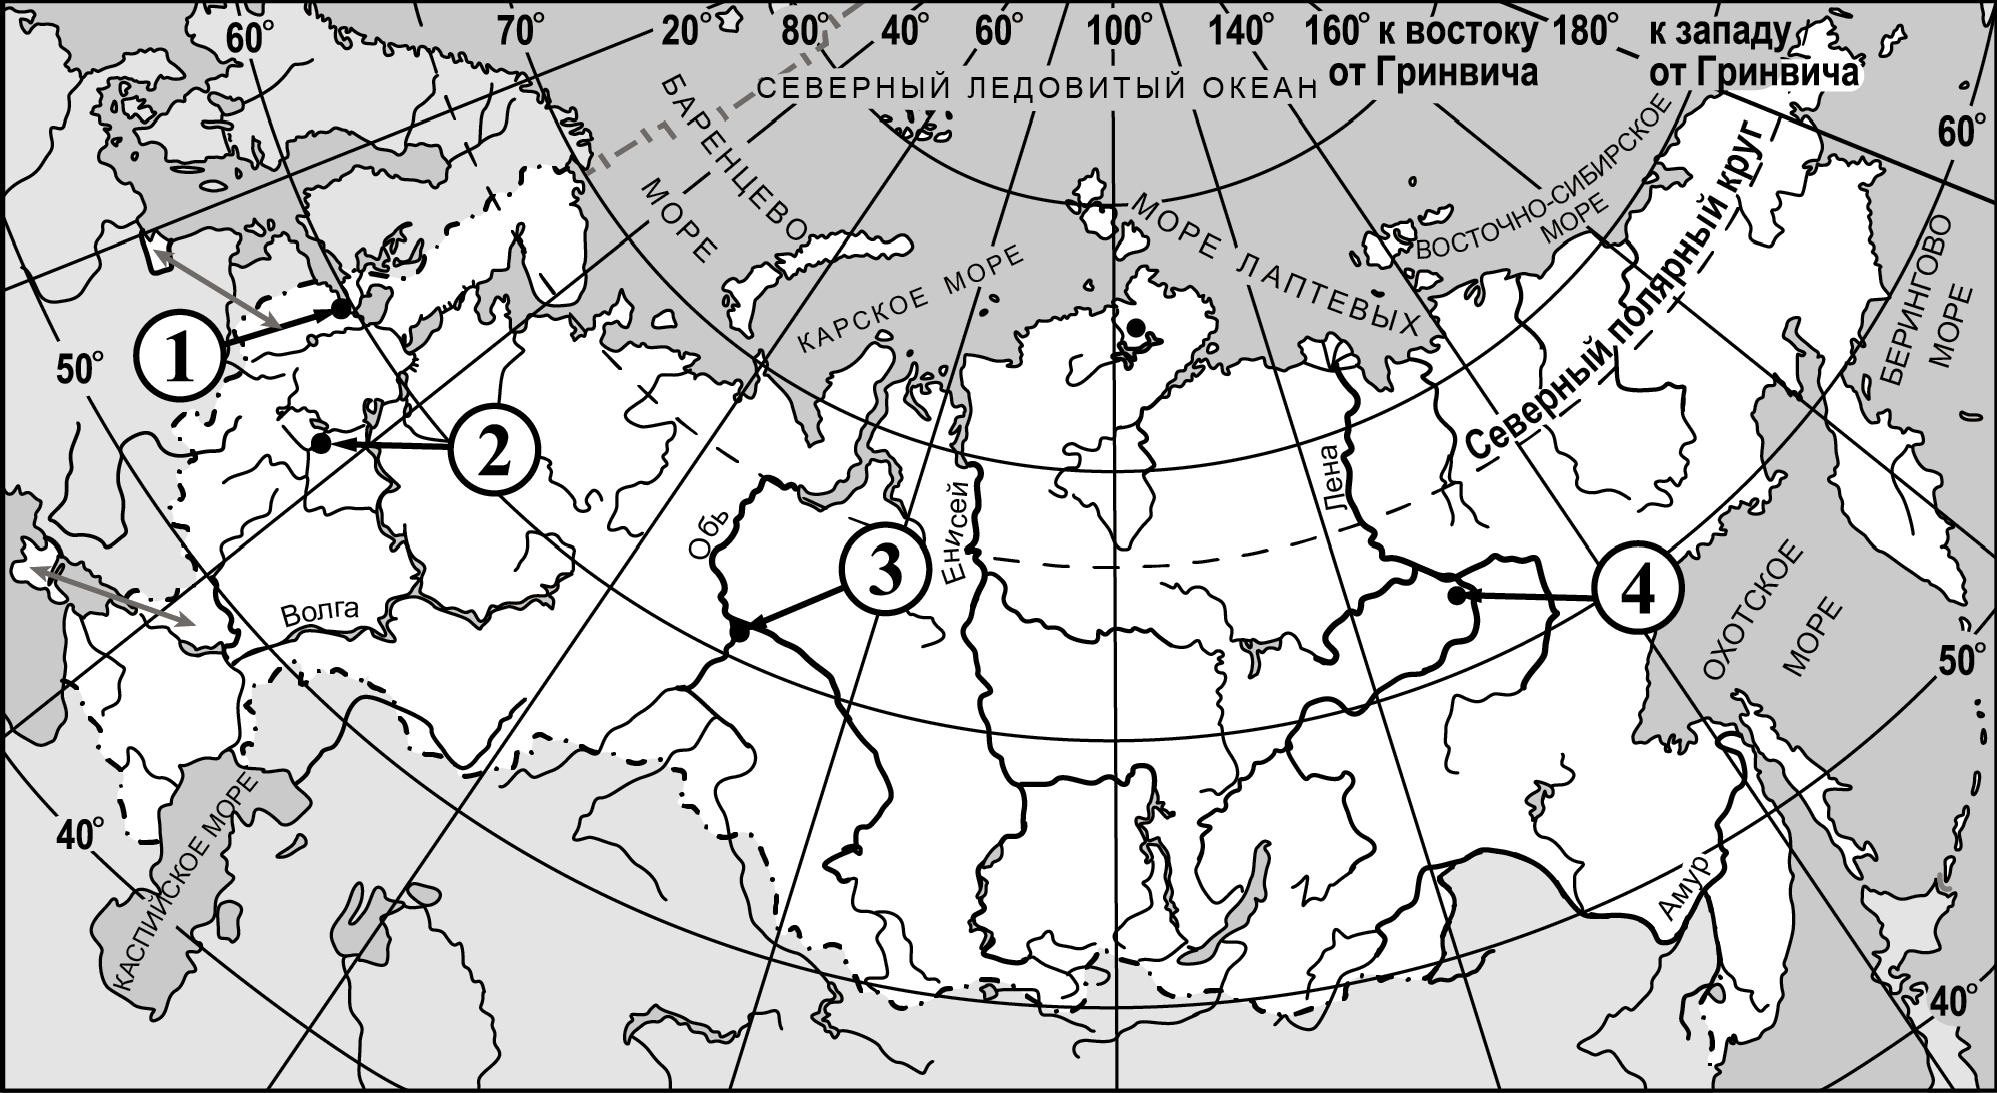 60° 70° 20° 80° 40° 60° 100° 140° 160° к востоку 180° к западу
от Гринвича от Гринвича
СЕВЕРНЫЙ ЛЕДОВИТЫЙ ОКЕАН
БАРЕНЦЕВО
МОРЕ
КАРСКОЕ МОРЕ
МОРЕ ЛАПТЕВЫХ
ВОСТОЧНО-СИБИРСКОЕ
МОРЕ
Северный полярный круг
60°
БЕРИНГОВО
МОРЕ
1
50°
2
Обь
Енисей
Лена
3
4
Волга
ОХОТСКОЕ
МОРЕ
50°
40°
КАСПИЙСКОЕ МОРЕ
Амур
40°